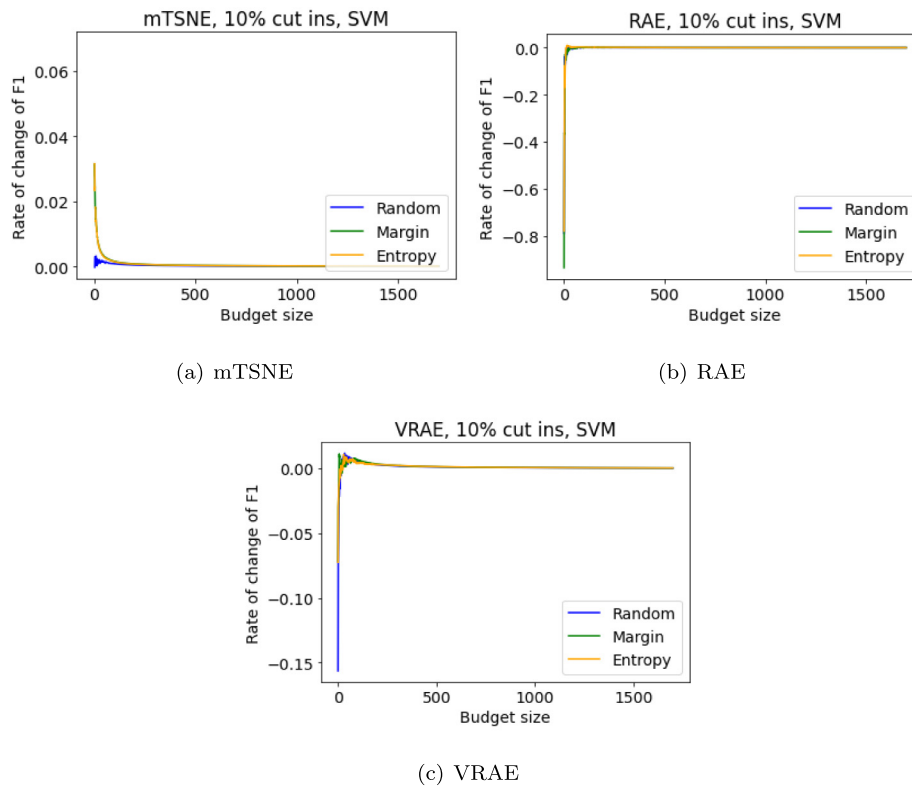 mTSNE, 10% cut ins, SVM
Rate of change of F1
0.06
0.04
0.02
0.00
Random
Margin
Entropy
0
500
1000
1500
Budget size
(a) mTSNE
RAE, 10% cut ins, SVM
Rate of change of F1
0.0
−0.2
−0.4
−0.6
−0.8
Random
Margin
Entropy
0
500
1000
1500
Budget size
(b) RAE
VRAE, 10% cut ins, SVM
Rate of change of F1
0.00
−0.05
−0.10
−0.15
Random
Margin
Entropy
0
500
1000
1500
Budget size
(c) VRAE